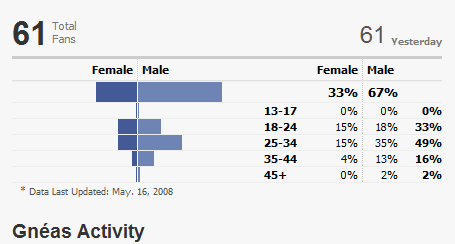 61 Total Fans 61 Yesterday
Female Male Female Male
33% 67%
13-17 0% 0% 0%
18-24 15% 18% 33%
25-34 15% 35% 49%
35-44 4% 13% 16%
45+ 0% 2% 2%
* Data Last Updated: May. 16, 2008
Gnéas Activity